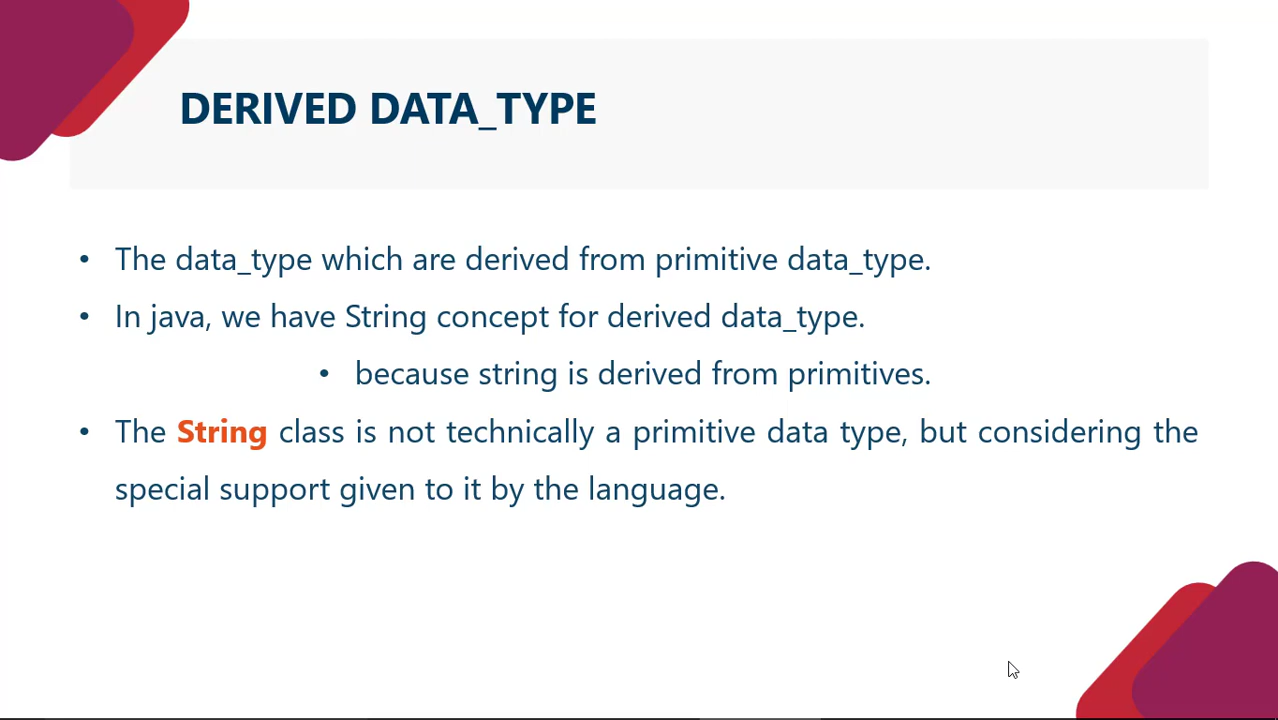 DERIVED DATA_TYPE
• The data_type which are derived from primitive data_type.
• In java, we have String concept for derived data_type.
• because string is derived from primitives.
• The String class is not technically a primitive data type, but considering the
special support given to it by the language.